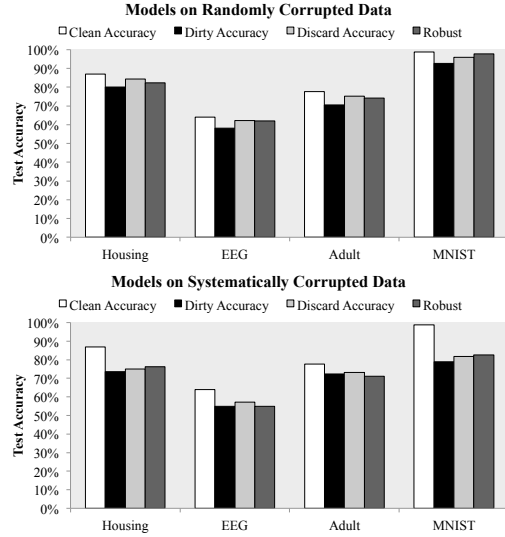 Models on Randomly Corrupted Data
Clean Accuracy Dirty Accuracy Discard Accuracy Robust
100%
90%
80%
70%
60%
50%
40%
30%
20%
10%
0%
Test Accuracy
Housing EEG Adult MNIST
Models on Systematically Corrupted Data
Clean Accuracy Dirty Accuracy Discard Accuracy Robust
100%
90%
80%
70%
60%
50%
40%
30%
20%
10%
0%
Test Accuracy
Housing EEG Adult MNIST